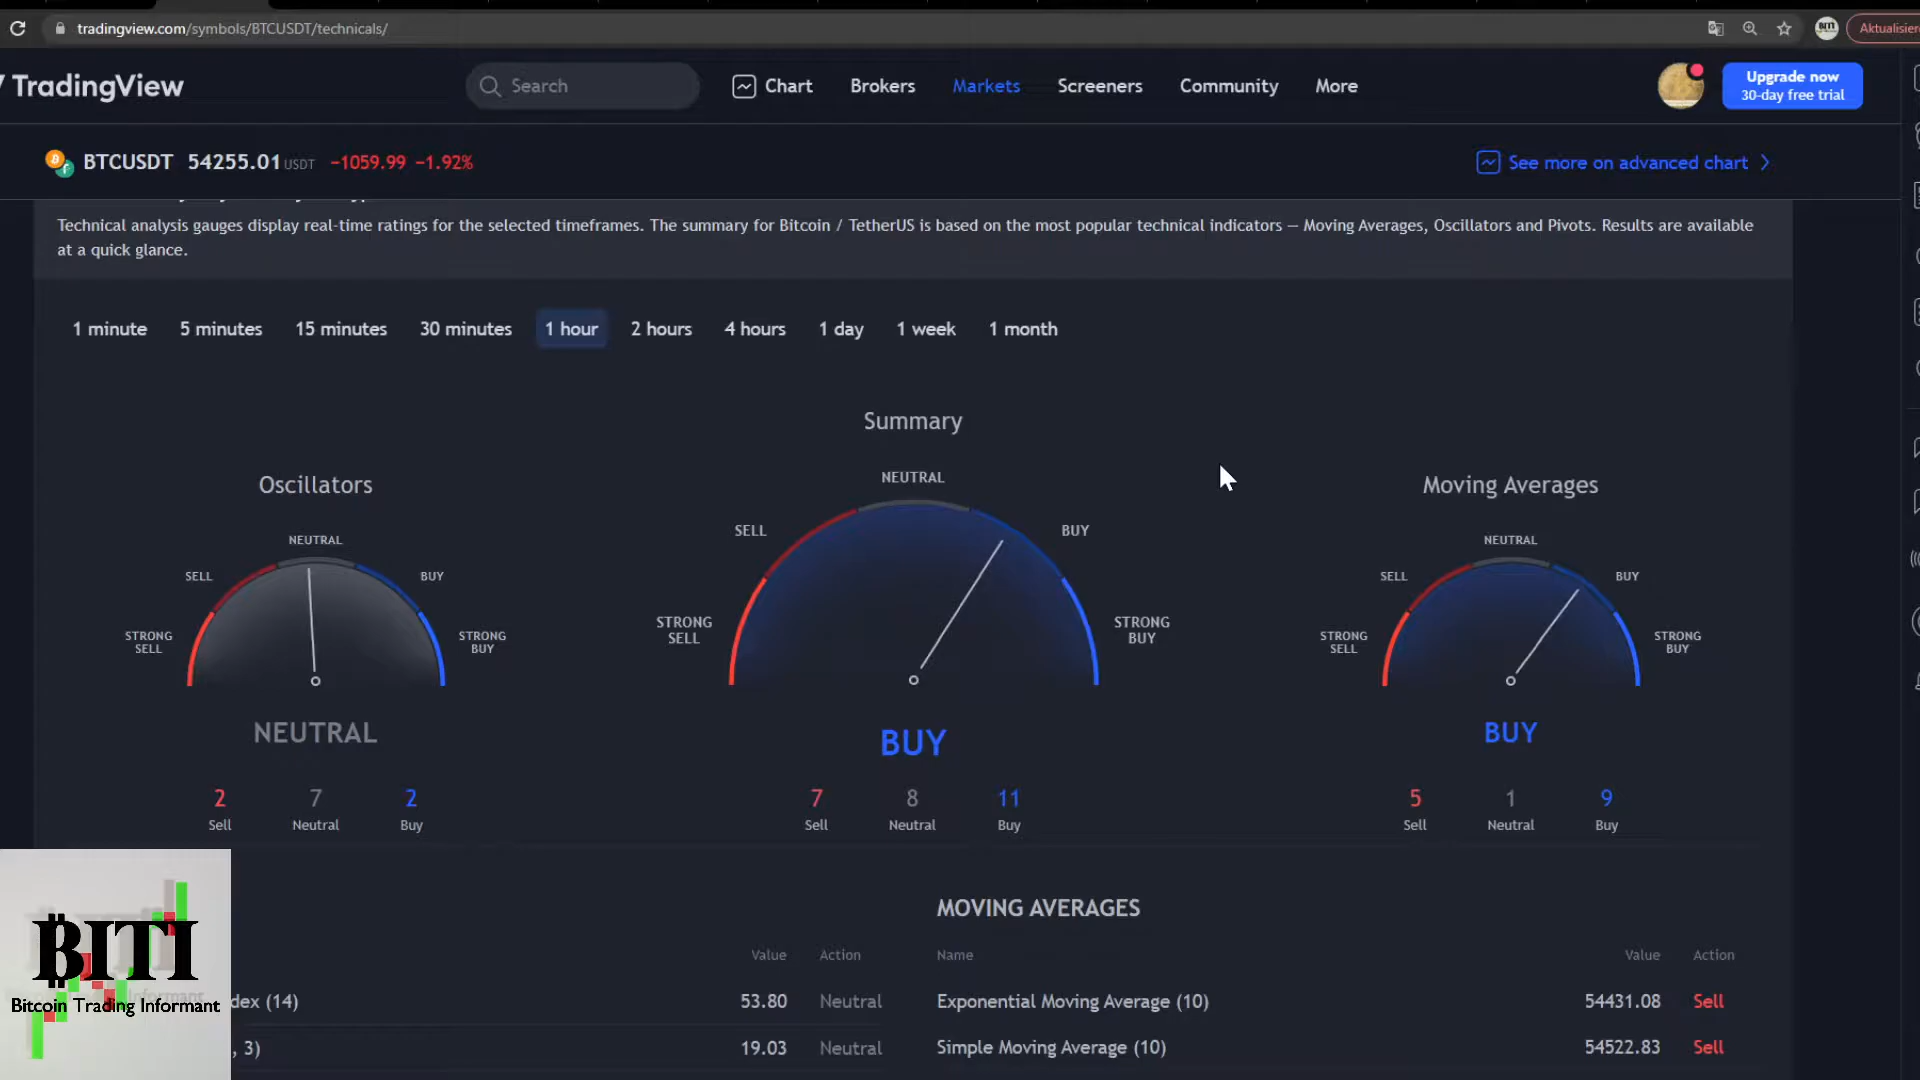 tradingview.com/symbols/BTCUSDT/technicals/
Aktualisier
TradingView
Search
Chart
Brokers
Markets
Screeners
Community
More
Upgrade now
30-day free trial
BTCUSDT 54255.01 USDT −1059.99 −1.92%
See more on advanced chart
Technical analysis gauges display real-time ratings for the selected timeframes. The summary for Bitcoin / TetherUS is based on the most popular technical indicators — Moving Averages, Oscillators and Pivots. Results are available
at a quick glance.
1 minute 5 minutes 15 minutes 30 minutes 1 hour 2 hours 4 hours 1 day 1 week 1 month
Oscillators
NEUTRAL
SELL BUY
STRONG STRONG
SELL BUY
NEUTRAL
2 7 2
Sell Neutral Buy
Summary
NEUTRAL
SELL BUY
STRONG STRONG
SELL BUY
BUY
7 8 11
Sell Neutral Buy
Moving Averages
NEUTRAL
SELL BUY
STRONG STRONG
SELL BUY
BUY
5 1 9
Sell Neutral Buy
Value Action
dex (14) 53.80 Neutral
, 3) 19.03 Neutral
MOVING AVERAGES
Name Value Action
Exponential Moving Average (10) 54431.08 Sell
Simple Moving Average (10) 54522.83 Sell
BITI
Bitcoin Trading Informant